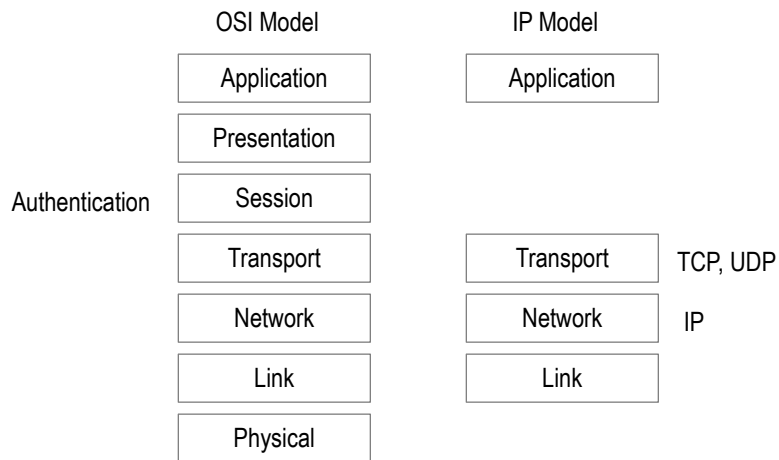 OSI Model
IP Model
Application
Application
Presentation
Authentication
Session
Transport
Transport
TCP, UDP
Network
Network
IP
Link
Link
Physical